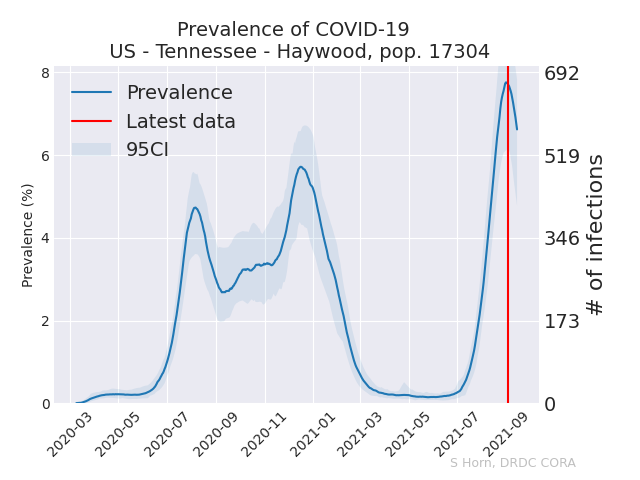 Prevalence of COVID-19
US - Tennessee - Haywood, pop. 17304
Prevalence
Latest data
95CI
Prevalence (%)
8
6
4
2
0
692
519
346
173
0
# of infections
2020-03
2020-05
2020-07
2020-09
2020-11
2021-01
2021-03
2021-05
2021-07
2021-09
S Horn, DRDC CORA